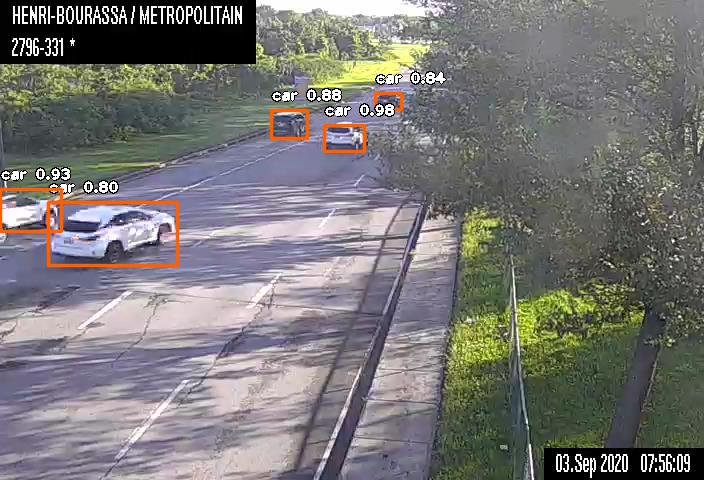 HENRI-BOURASSA / METROPOLITAIN
2796-331 *
car 0.84
car 0.88
car 0.98
car 0.93
car 0.80
03.Sep 2020 07:56:09